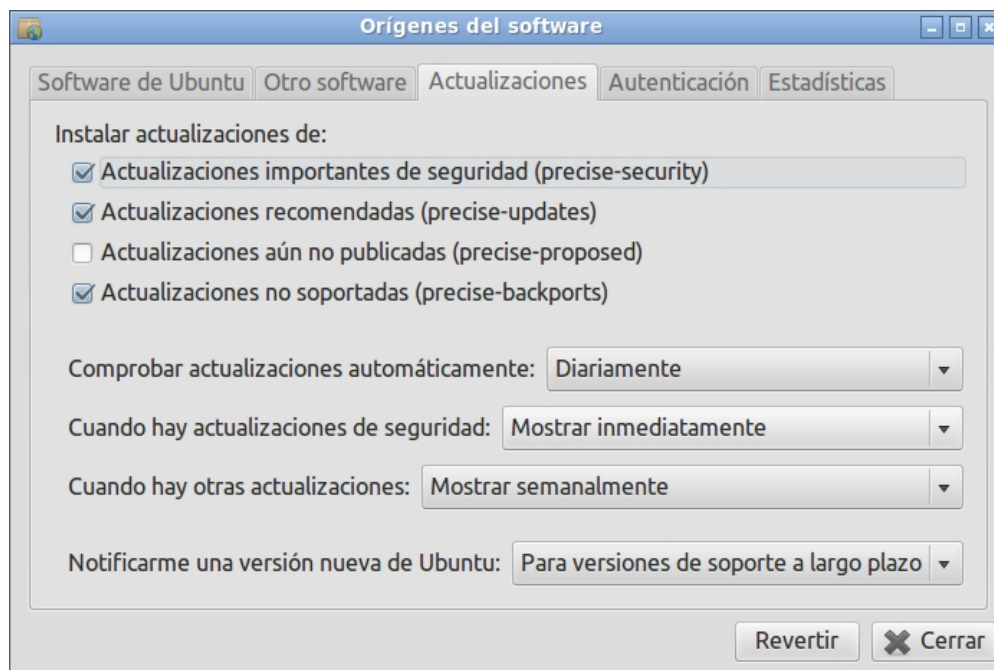 Orígenes del software
Software de Ubuntu Otro software Actualizaciones Autenticación Estadísticas
Instalar actualizaciones de:
Actualizaciones importantes de seguridad (precise-security)
Actualizaciones recomendadas (precise-updates)
Actualizaciones aún no publicadas (precise-proposed)
Actualizaciones no soportadas (precise-backports)
Comprobar actualizaciones automáticamente: Diariamente
Cuando hay actualizaciones de seguridad: Mostrar inmediatamente
Cuando hay otras actualizaciones: Mostrar semanalmente
Notificarme una versión nueva de Ubuntu: Para versiones de soporte a largo plazo
Revertir Cerrar